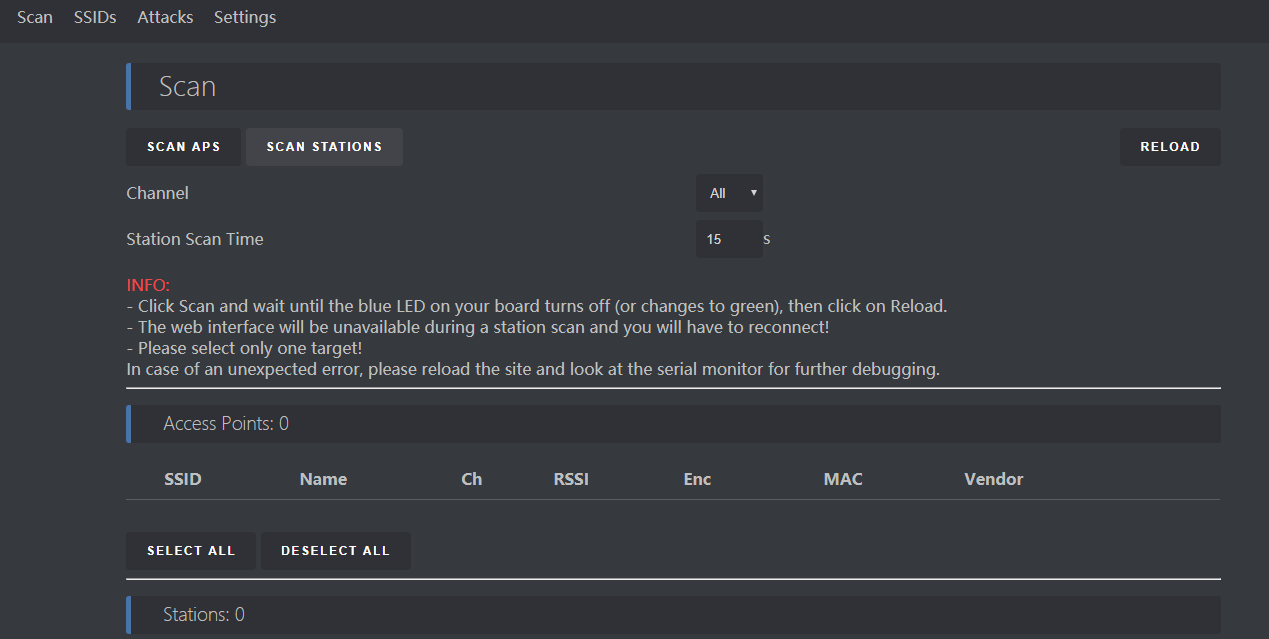 Scan SSIDs Attacks Settings
Scan
SCAN APS SCAN STATIONS RELOAD
Channel All
Station Scan Time 15 s
INFO:
- Click Scan and wait until the blue LED on your board turns off (or changes to green), then click on Reload.
- The web interface will be unavailable during a station scan and you will have to reconnect!
- Please select only one target!
In case of an unexpected error, please reload the site and look at the serial monitor for further debugging.
Access Points: 0
SSID Name Ch RSSI Enc MAC Vendor
SELECT ALL DESELECT ALL
Stations: 0